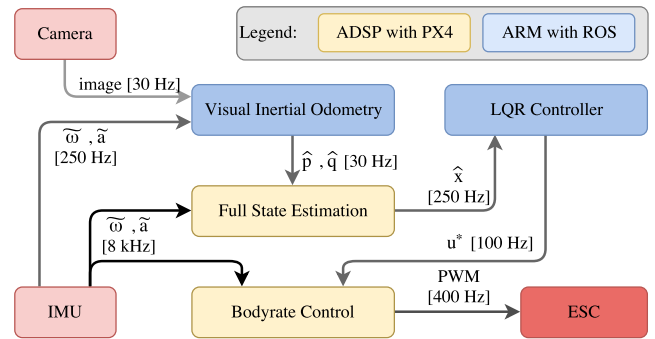 Camera
Legend:
ADSP with PX4
ARM with ROS
image [30 Hz]
Visual Inertial Odometry
LQR Controller
ω̃ , ã
[250 Hz]
p̂ , q̂ [30 Hz]
x̂
[250 Hz]
Full State Estimation
ω̃ , ã
[8 kHz]
u* [100 Hz]
PWM
[400 Hz]
IMU
Bodyrate Control
ESC